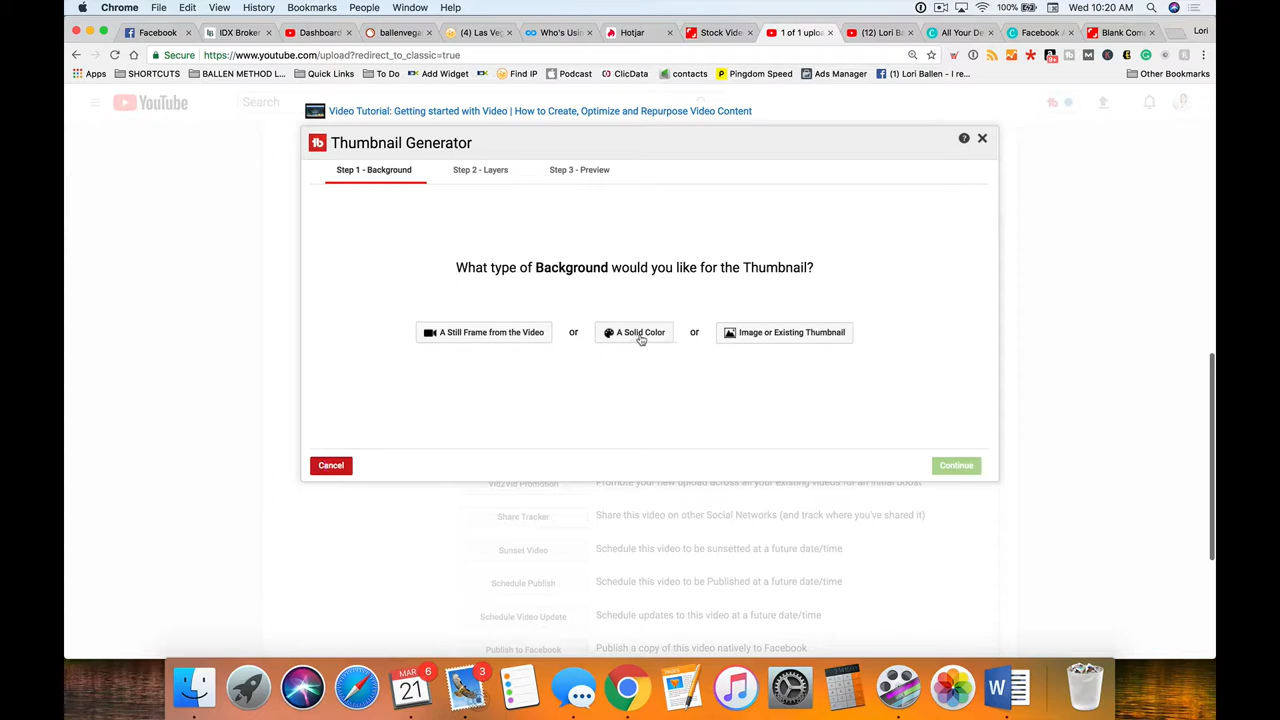 Chrome File Edit View History Bookmarks People Window Help 100% Wed 10:20 AM
Facebook IDX Broker Dashboard ballenvega (4) Las Ve Who's Usin Hotjar Stock Vide 1 of 1 uploa (12) Lori Ba All Your De Facebook A Blank Comp Lori
Secure https://www.youtube.com/upload?redirect_to_classic=true
Apps SHORTCUTS BALLEN METHOD L Quick Links To Do Add Widget Find IP Podcast ClicData contacts Pingdom Speed Ads Manager (1) Lori Ballen - I re... Other Bookmarks
YouTube Search
Video Tutorial: Getting started with Video | How to Create, Optimize and Repurpose Video Content
tb Thumbnail Generator
Step 1 - Background Step 2 - Layers Step 3 - Preview
What type of Background would you like for the Thumbnail?
A Still Frame from the Video or A Solid Color or Image or Existing Thumbnail
Cancel Continue
Vid2Vid Promotion Promote your new upload across all your existing videos for an initial boost
Share Tracker Share this video on other Social Networks (and track where you've shared it)
Sunset Video Schedule this video to be sunsetted at a future date/time
Schedule Publish Schedule this video to be Published at a future date/time
Schedule Video Update Schedule updates to this video at a future date/time
Publish to Facebook Publish a copy of this video natively to Facebook
MAR 21 6 3 W